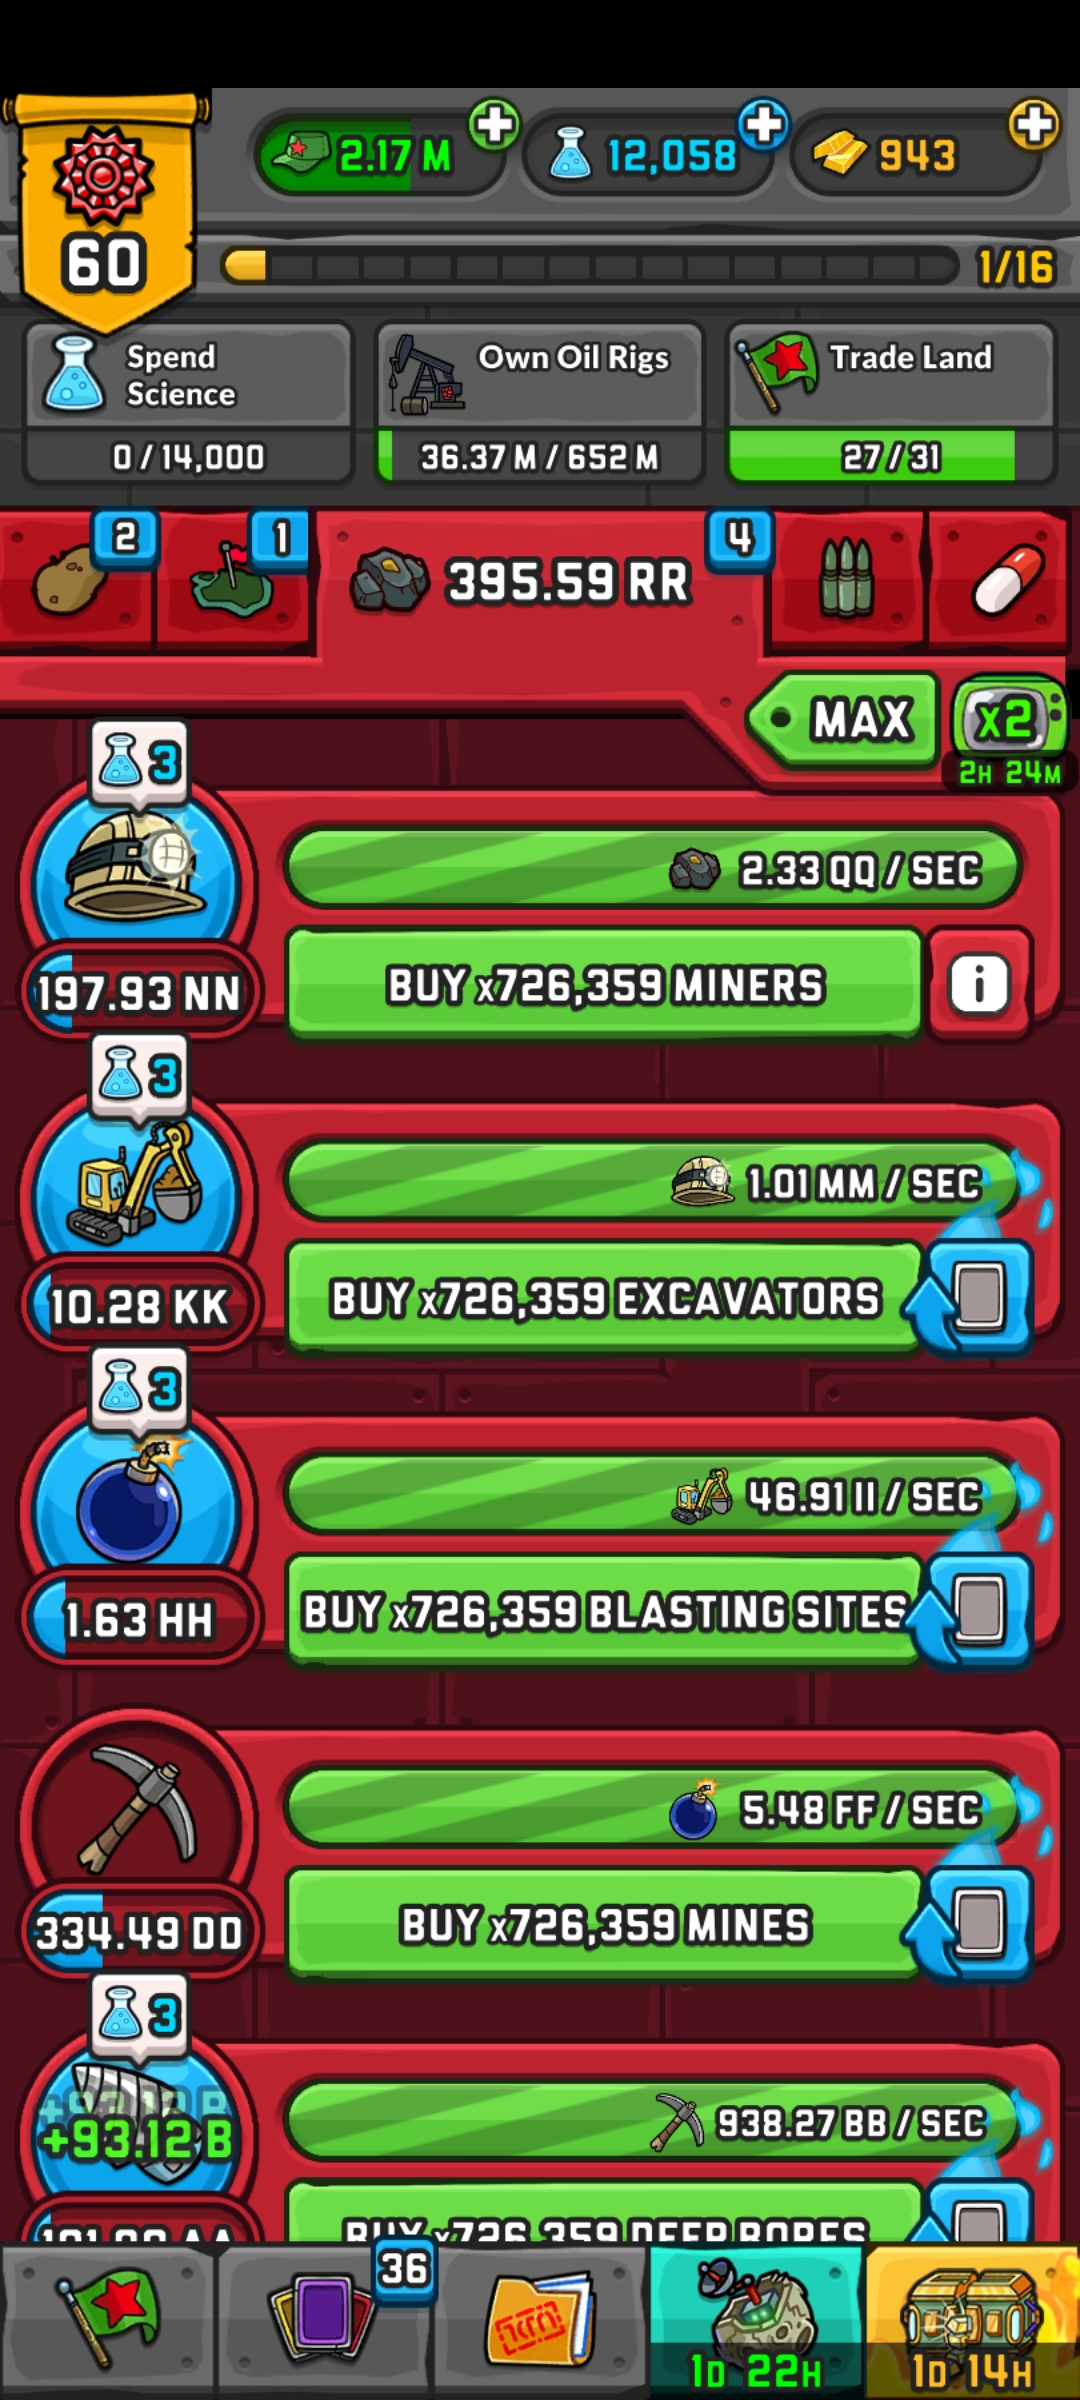 2.17 M
12,058
943
60
1/16
Spend
Science
0/14,000
Own Oil Rigs
36.37 M / 652 M
Trade Land
27/31
2
1
395.59 RR
4
MAX
x2
2H 24M
3
2.33 QQ / SEC
197.93 NN
BUY x726,359 MINERS
i
3
1.01 MM / SEC
10.28 KK
BUY x726,359 EXCAVATORS
3
46.91 II / SEC
1.63 HH
BUY x726,359 BLASTING SITES
5.48 FF / SEC
334.49 DD
BUY x726,359 MINES
3
+93.12 B
938.27 BB / SEC
BUY x726,359 DEEP BORES
36
1D 22H
1D 14H